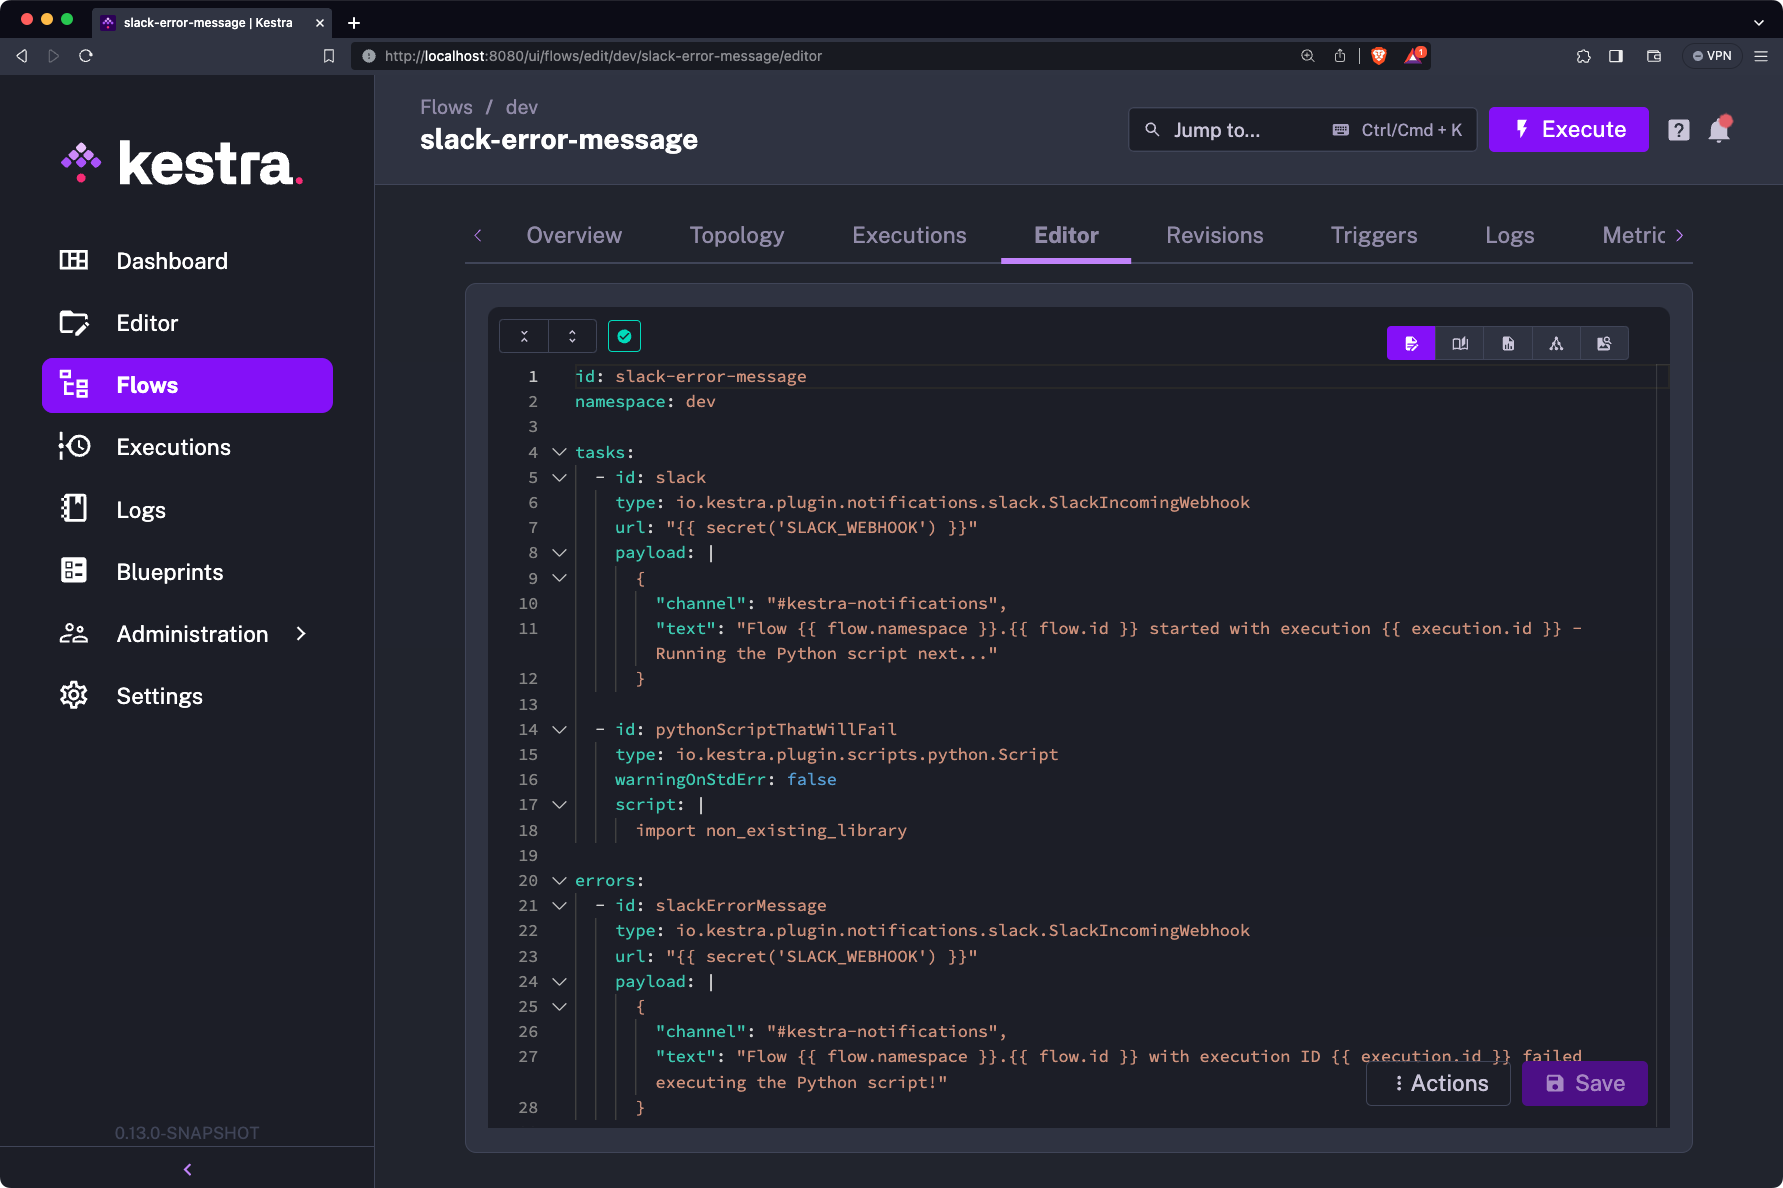 slack-error-message | Kestra
http://localhost:8080/ui/flows/edit/dev/slack-error-message/editor
1
VPN
kestra.
Dashboard
Editor
Flows
Executions
Logs
Blueprints
Administration
Settings
0.13.0-SNAPSHOT
Flows / dev
slack-error-message
Jump to... Ctrl/Cmd + K
Execute
Overview Topology Executions Editor Revisions Triggers Logs Metric
1 id: slack-error-message
2 namespace: dev
3
4 tasks:
5 - id: slack
6 type: io.kestra.plugin.notifications.slack.SlackIncomingWebhook
7 url: "{{ secret('SLACK_WEBHOOK') }}"
8 payload: |
9 {
10 "channel": "#kestra-notifications",
11 "text": "Flow {{ flow.namespace }}.{{ flow.id }} started with execution {{ execution.id }} -
Running the Python script next..."
12 }
13
14 - id: pythonScriptThatWillFail
15 type: io.kestra.plugin.scripts.python.Script
16 warningOnStdErr: false
17 script: |
18 import non_existing_library
19
20 errors:
21 - id: slackErrorMessage
22 type: io.kestra.plugin.notifications.slack.SlackIncomingWebhook
23 url: "{{ secret('SLACK_WEBHOOK') }}"
24 payload: |
25 {
26 "channel": "#kestra-notifications",
27 "text": "Flow {{ flow.namespace }}.{{ flow.id }} with execution ID {{ execution.id }} failed
executing the Python script!"
28 }
Actions
Save